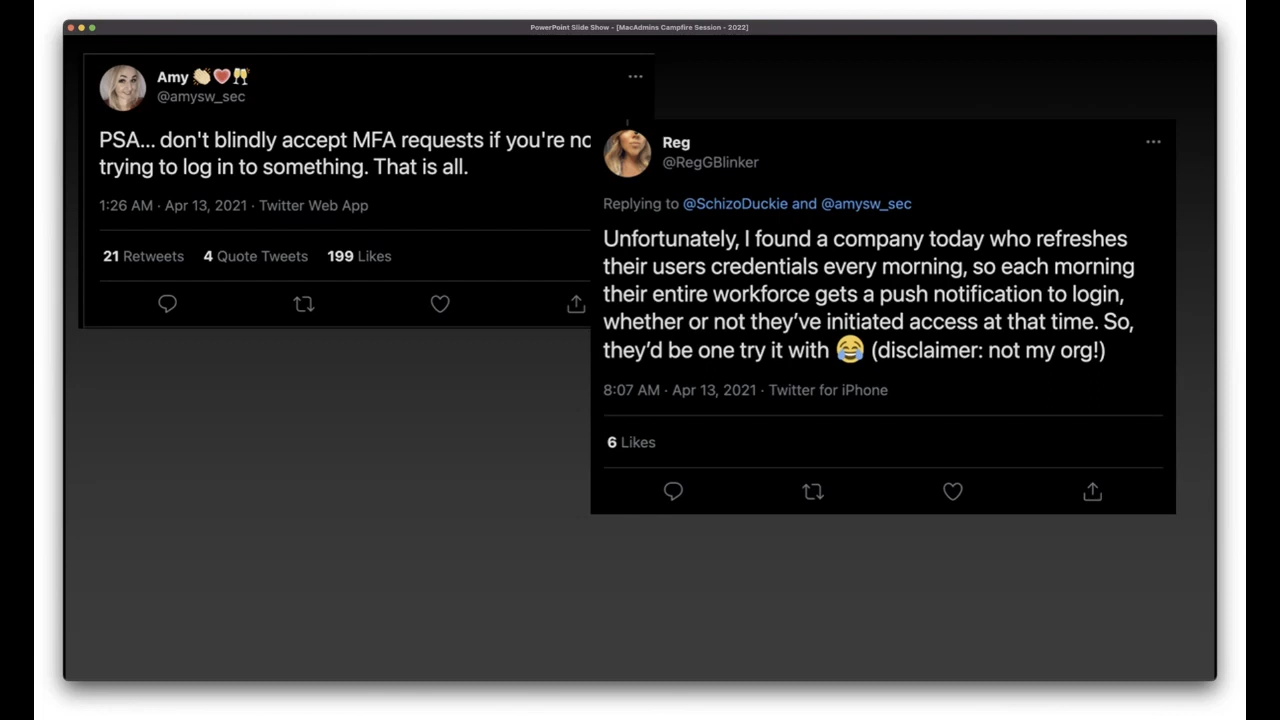 PowerPoint Slide Show - [MacAdmins Campfire Session - 2022]
Amy 👏🏼❤️🥂
@amysw_sec
PSA... don't blindly accept MFA requests if you're no
trying to log in to something. That is all.
1:26 AM · Apr 13, 2021 · Twitter Web App
21 Retweets 4 Quote Tweets 199 Likes
Reg
@RegGBlinker
Replying to @SchizoDuckie and @amysw_sec
Unfortunately, I found a company today who refreshes
their users credentials every morning, so each morning
their entire workforce gets a push notification to login,
whether or not they've initiated access at that time. So,
they'd be one try it with 😂 (disclaimer: not my org!)
8:07 AM · Apr 13, 2021 · Twitter for iPhone
6 Likes